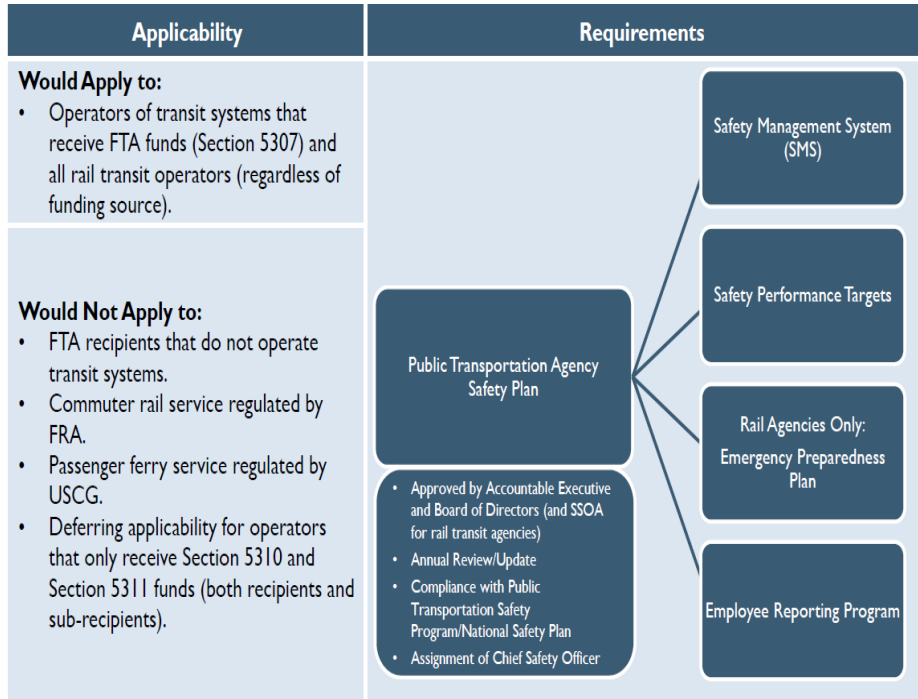 Applicability
Requirements
Would Apply to:
• Operators of transit systems that
receive FTA funds (Section 5307) and
all rail transit operators (regardless of
funding source).
Would Not Apply to:
• FTA recipients that do not operate
transit systems.
• Commuter rail service regulated by
FRA.
• Passenger ferry service regulated by
USCG.
• Deferring applicability for operators
that only receive Section 5310 and
Section 5311 funds (both recipients and
sub-recipients).
Public Transportation Agency
Safety Plan
• Approved by Accountable Executive
and Board of Directors (and SSOA
for rail transit agencies)
• Annual Review/Update
• Compliance with Public
Transportation Safety
Program/National Safety Plan
• Assignment of Chief Safety Officer
Safety Management System
(SMS)
Safety Performance Targets
Rail Agencies Only:
Emergency Preparedness
Plan
Employee Reporting Program